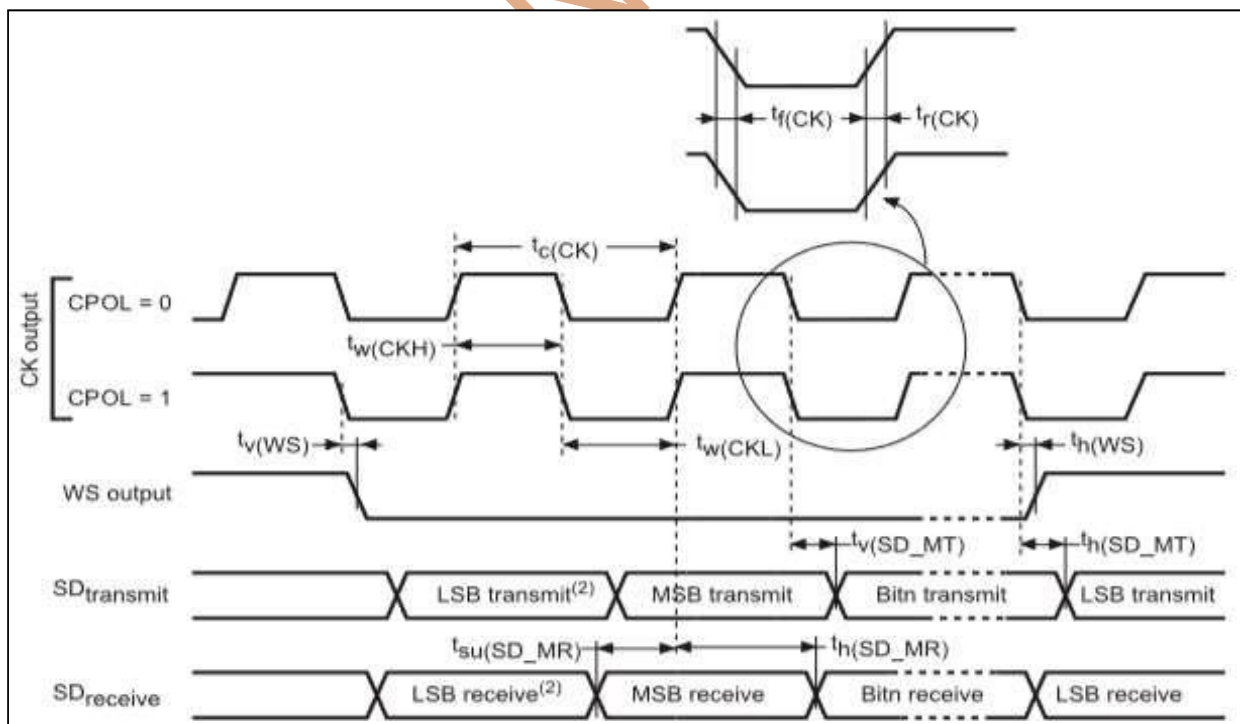 tf(CK)
tr(CK)
tc(CK)
CK output
CPOL = 0
tw(CKH)
CPOL = 1
tv(WS)
tw(CKL)
th(WS)
WS output
tv(SD_MT)
th(SD_MT)
SDtransmit
LSB transmit(2)
MSB transmit
Bitn transmit
LSB transmit
tsu(SD_MR)
th(SD_MR)
SDreceive
LSB receive(2)
MSB receive
Bitn receive
LSB receive